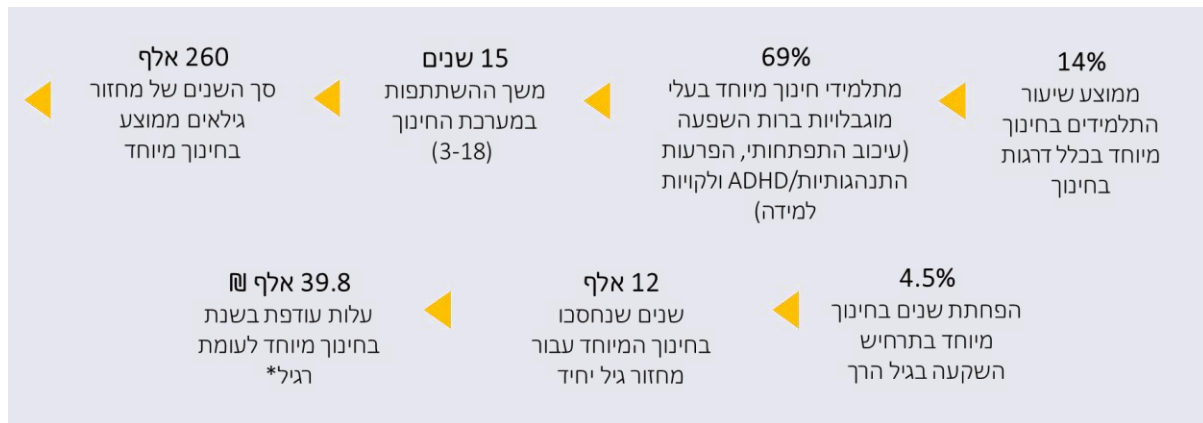 14%
ממוצע שיעור
התלמידים בחינוך
מיוחד בכלל דרגות
בחינוך
69%
מתלמידי חינוך מיוחד בעלי
מוגבלויות ברות השפעה
(עיכוב התפתחותי, הפרעות
התנהגותיות/ADHD ולקויות
למידה)
15 שנים
משך ההשתתפות
במערכת החינוך
(3-18)
260 אלף
סך השנים של מחזור
גילאים ממוצע
בחינוך מיוחד
4.5%
הפחתת שנים בחינוך
מיוחד בתרחיש
השקעה בגיל הרך
12 אלף
שנים שנחסכו
בחינוך המיוחד עבור
מחזור גיל יחיד
39.8 אלף ₪
עלות עודפת בשנת
בחינוך מיוחד לעומת
רגיל*